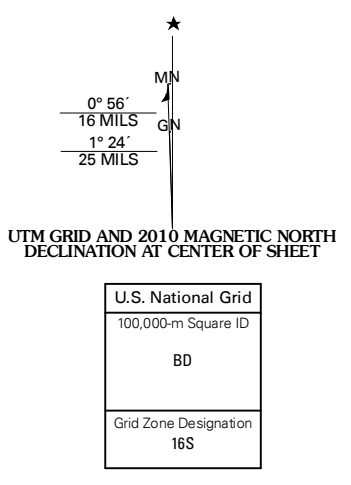 MN
0° 56´
16 MILS
GN
1° 24´
25 MILS
UTM GRID AND 2010 MAGNETIC NORTH
DECLINATION AT CENTER OF SHEET
U.S. National Grid
100,000-m Square ID
BD
Grid Zone Designation
16S